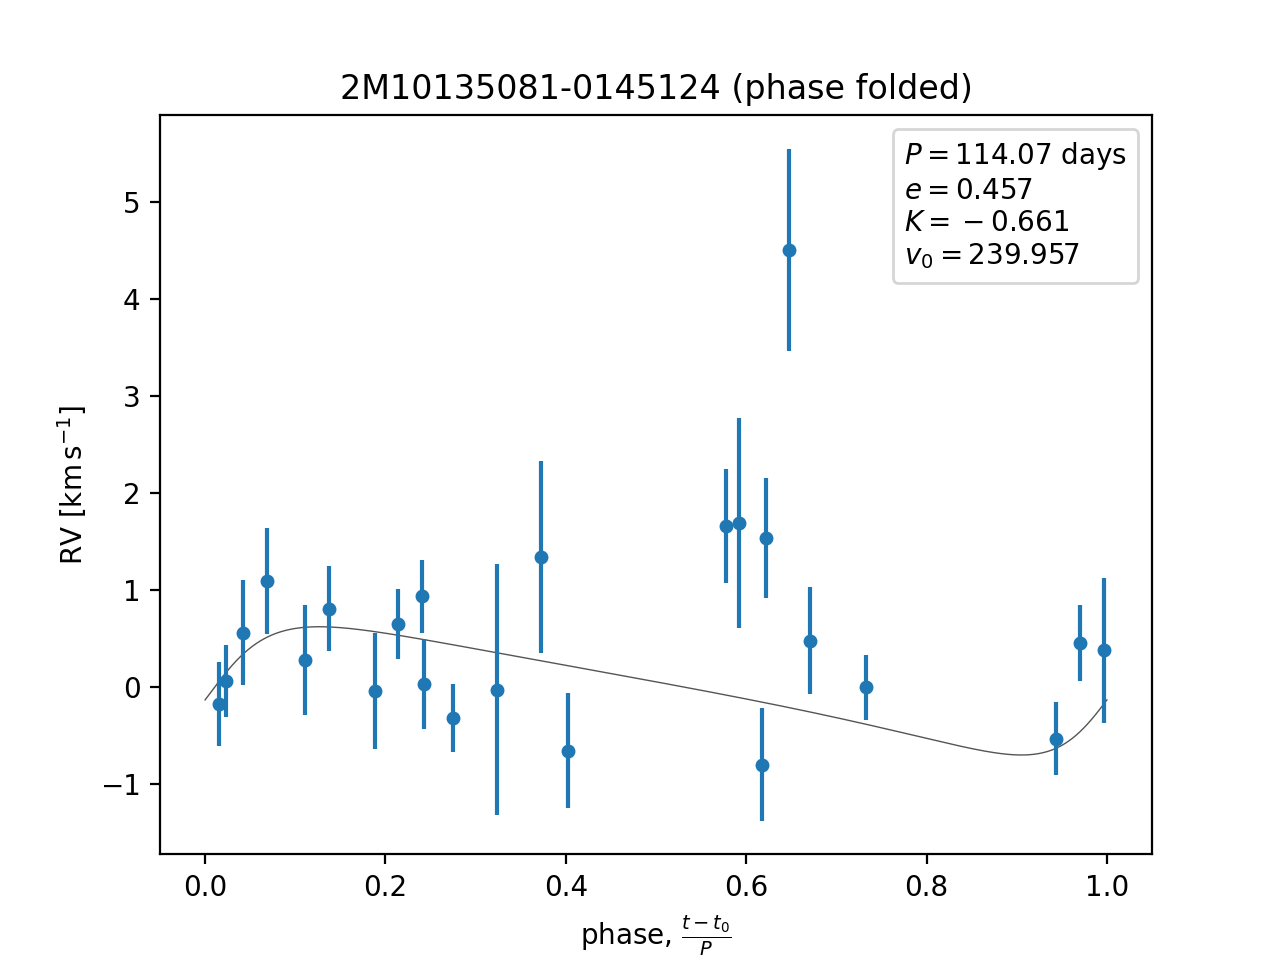 2M10135081-0145124 (phase folded)
P = 114.07 days
e = 0.457
K = −0.661
v₀ = 239.957
RV [km s⁻¹]
5
4
3
2
1
0
−1
0.0 0.2 0.4 0.6 0.8 1.0
phase, (t − t₀)/P